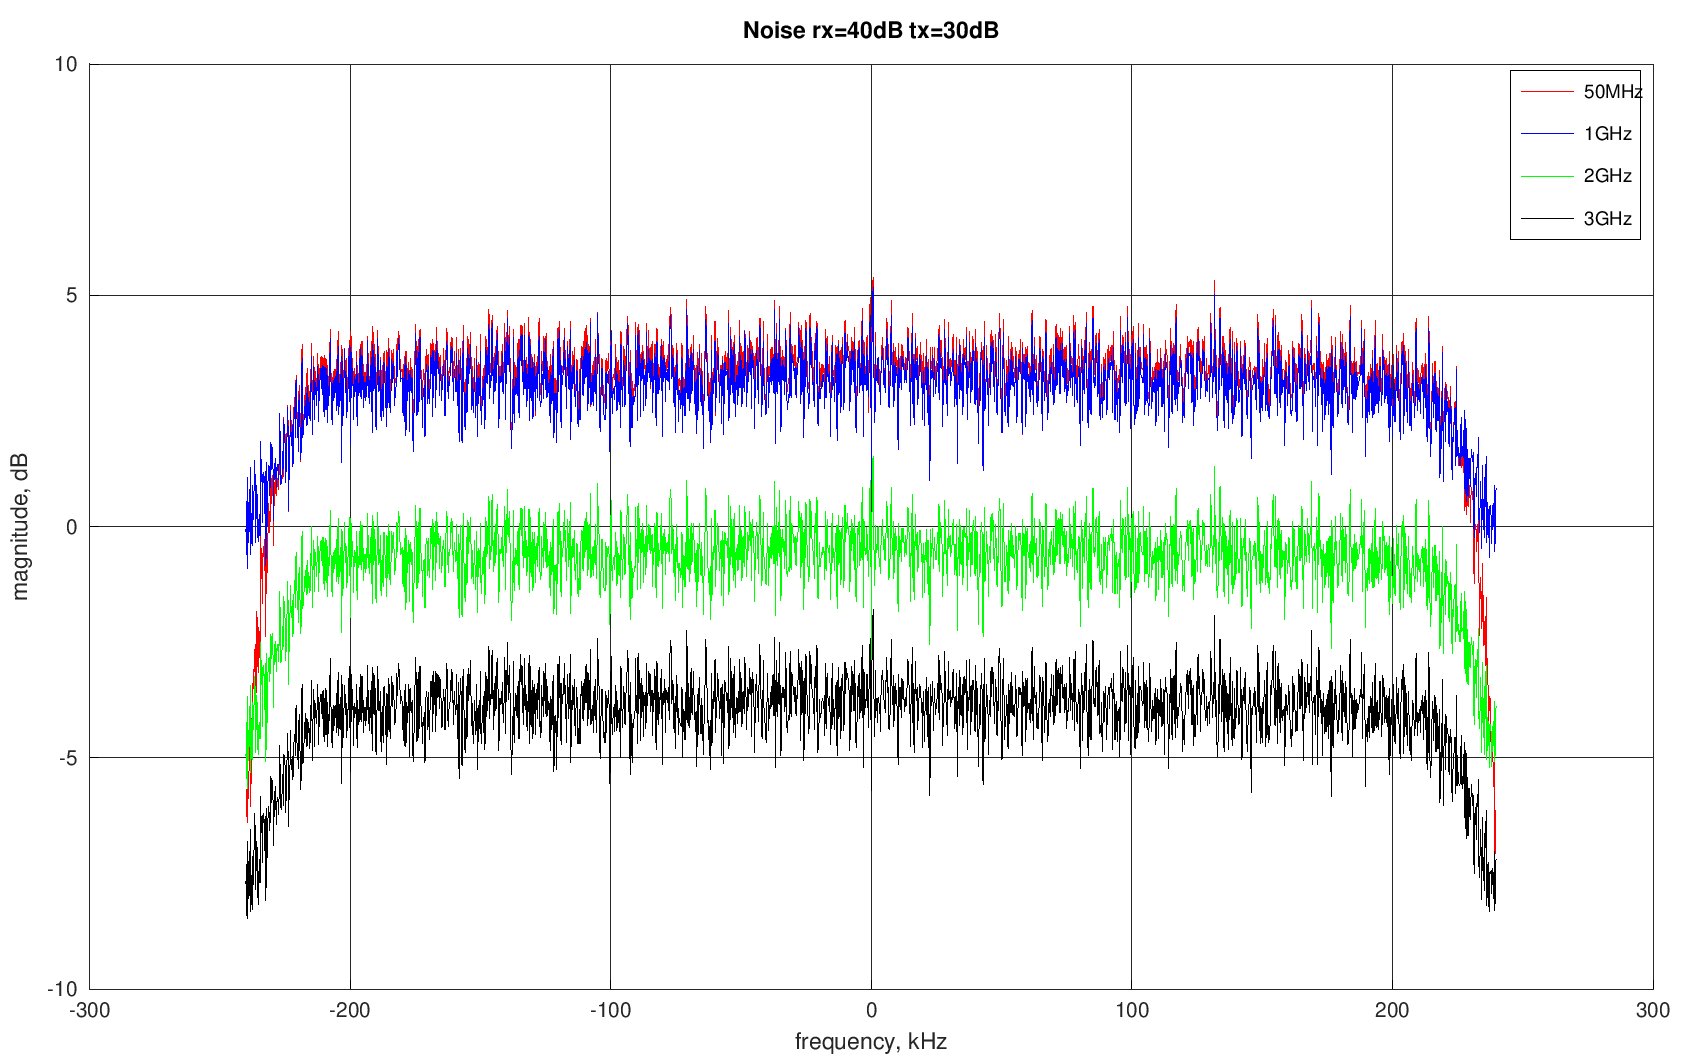 Noise rx=40dB tx=30dB
10
5
0
-5
-10
magnitude, dB
50MHz
1GHz
2GHz
3GHz
-300
-200
-100
0
100
200
300
frequency, kHz